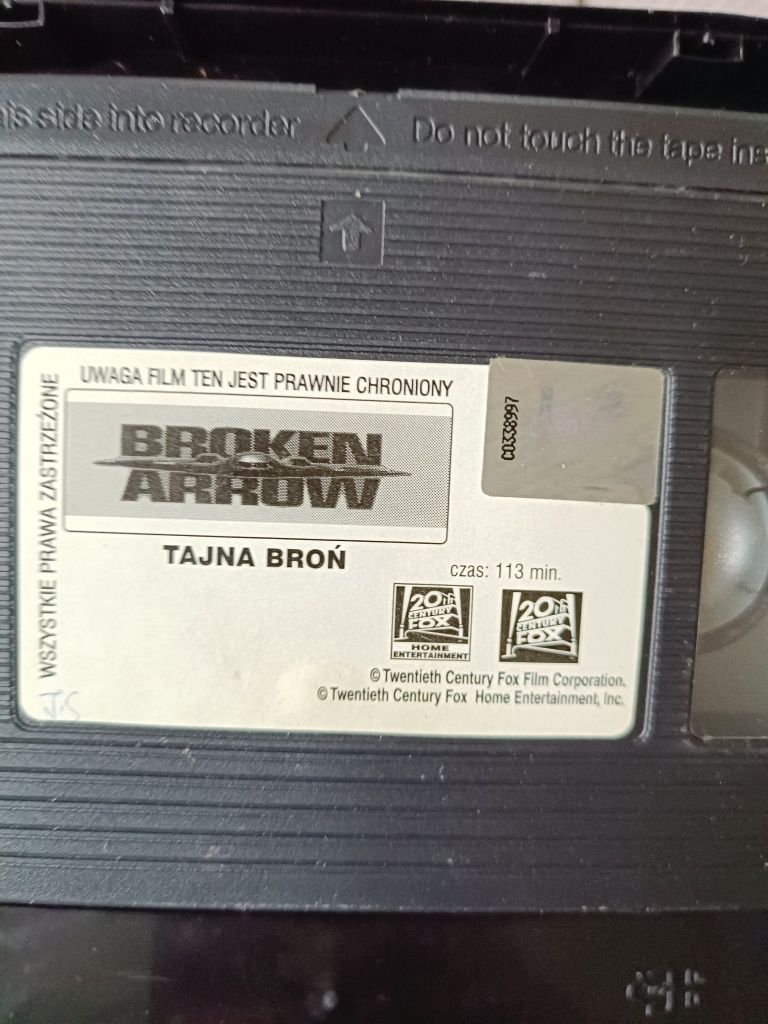 is side into recorder
Do not touch the tape ins
UWAGA FILM TEN JEST PRAWNIE CHRONIONY
WSZYSTKIE PRAWA ZASTRZEŻONE
C0338997
BROKEN
ARROW
TAJNA BROŃ
czas: 113 min.
20th
CENTURY
FOX
HOME
ENTERTAINMENT
20th
CENTURY
FOX
© Twentieth Century Fox Film Corporation.
© Twentieth Century Fox Home Entertainment, Inc.